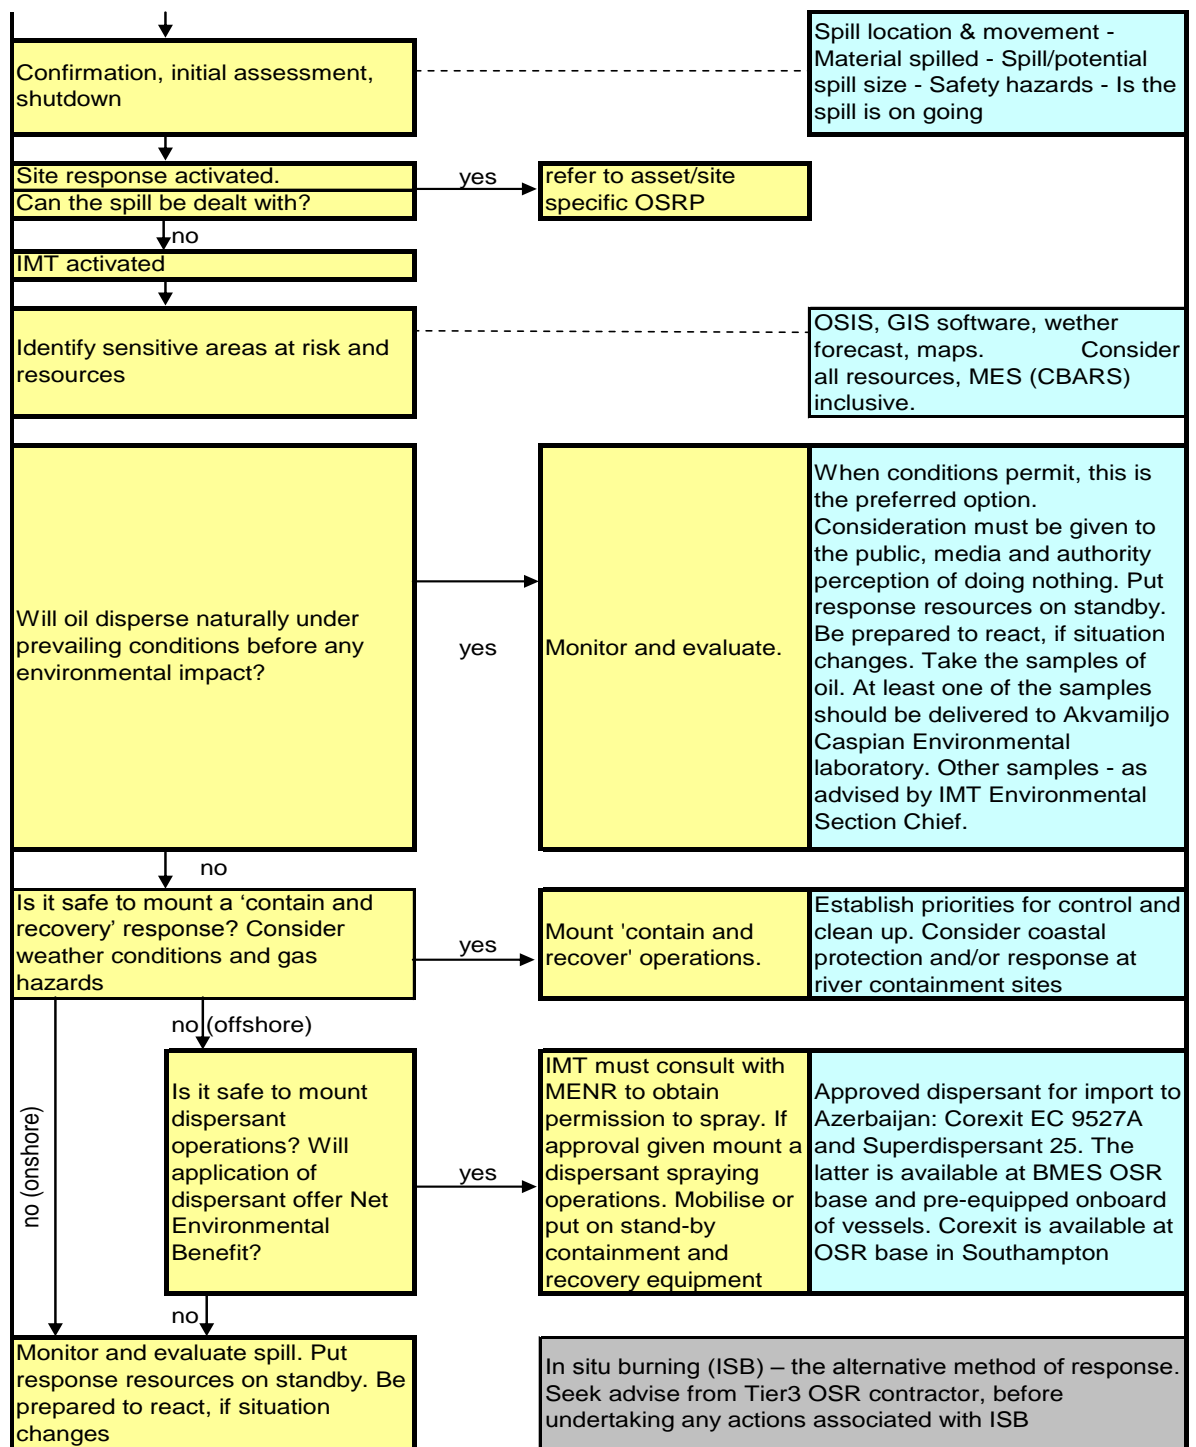 Confirmation, initial assessment,
shutdown
Spill location & movement -
Material spilled - Spill/potential
spill size - Safety hazards - Is the
spill is on going
Site response activated.
Can the spill be dealt with?
yes
refer to asset/site
specific OSRP
no
IMT activated
Identify sensitive areas at risk and
resources
OSIS, GIS software, wether
forecast, maps. Consider
all resources, MES (CBARS)
inclusive.
Will oil disperse naturally under
prevailing conditions before any
environmental impact?
yes
Monitor and evaluate.
When conditions permit, this is
the preferred option.
Consideration must be given to
the public, media and authority
perception of doing nothing. Put
response resources on standby.
Be prepared to react, if situation
changes. Take the samples of
oil. At least one of the samples
should be delivered to Akvamiljo
Caspian Environmental
laboratory. Other samples - as
advised by IMT Environmental
Section Chief.
no
Is it safe to mount a ‘contain and
recovery’ response? Consider
weather conditions and gas
hazards
yes
Mount 'contain and
recover' operations.
Establish priorities for control and
clean up. Consider coastal
protection and/or response at
river containment sites
no (offshore)
no (onshore)
Is it safe to mount
dispersant
operations? Will
application of
dispersant offer Net
Environmental
Benefit?
yes
IMT must consult with
MENR to obtain
permission to spray. If
approval given mount a
dispersant spraying
operations. Mobilise or
put on stand-by
containment and
recovery equipment
Approved dispersant for import to
Azerbaijan: Corexit EC 9527A
and Superdispersant 25. The
latter is available at BMES OSR
base and pre-equipped onboard
of vessels. Corexit is available at
OSR base in Southampton
no
Monitor and evaluate spill. Put
response resources on standby. Be
prepared to react, if situation
changes
In situ burning (ISB) – the alternative method of response.
Seek advise from Tier3 OSR contractor, before
undertaking any actions associated with ISB